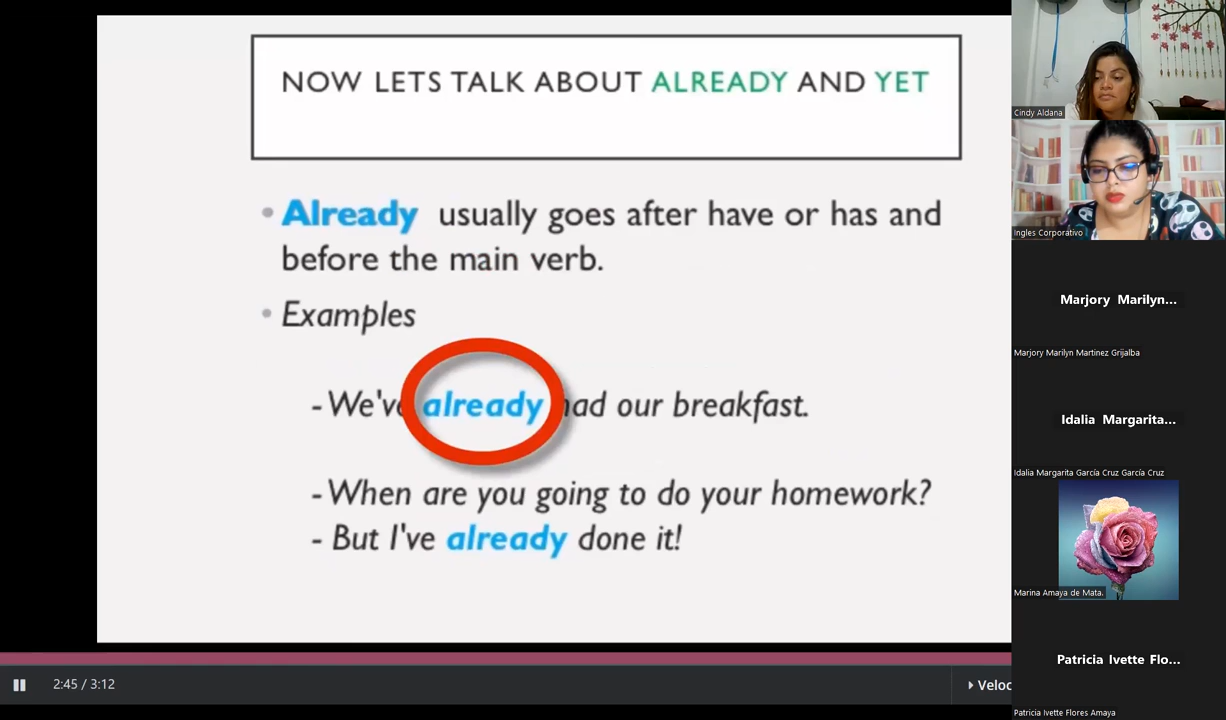 NOW LETS TALK ABOUT ALREADY AND YET
Already usually goes after have or has and
before the main verb.
Examples
- We've already had our breakfast.
- When are you going to do your homework?
- But I've already done it!
2:45 / 3:12
Veloc
Cindy Aldana
Ingles Corporativo
Marjory Marilyn...
Marjory Marilyn Martinez Grijalba
Idalia Margarita...
Idalia Margarita García Cruz García Cruz
Marina Amaya de Mata.
Patricia Ivette Flo...
Patricia Ivette Flores Amaya